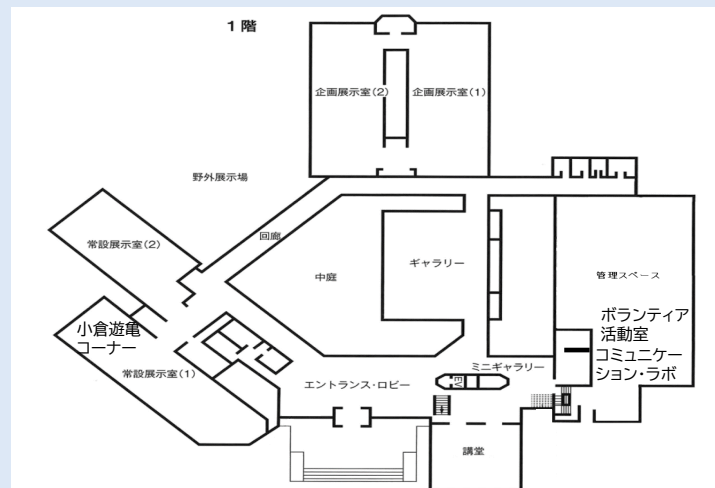 1階
企画展示室(2)
企画展示室(1)
野外展示場
常設展示室(2)
回廊
中庭
ギャラリー
管理スペース
小倉遊亀
コーナー
ボランティア
活動室
コミュニケー
ション・ラボ
常設展示室(1)
エントランス・ロビー
ミニギャラリー
EV
講堂